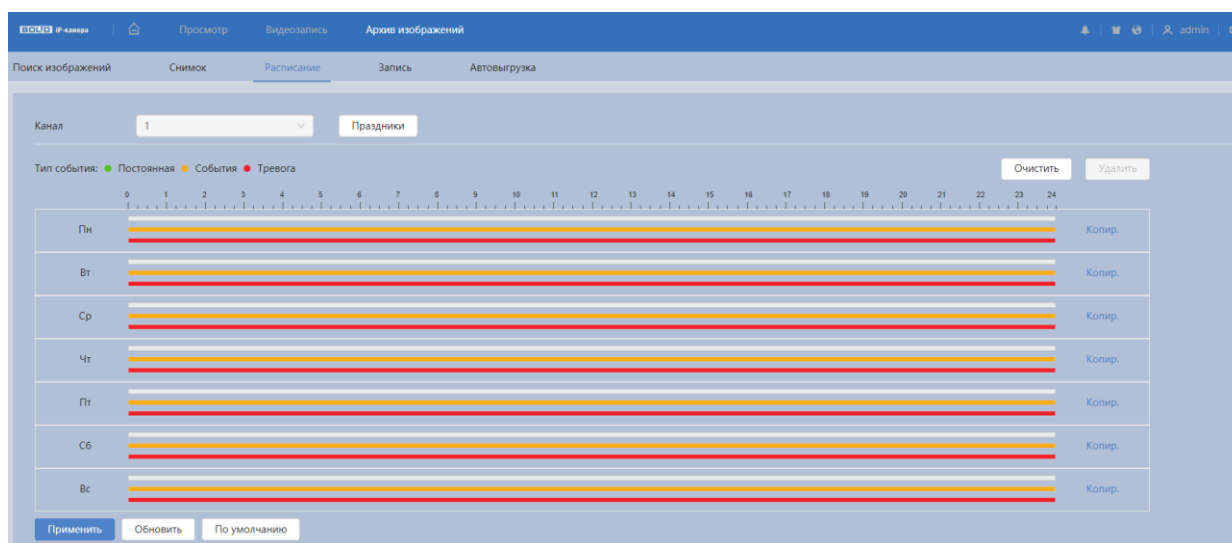 BOLID IP-камера Просмотр Видеозапись Архив изображений admin
Поиск изображений Снимок Расписание Запись Автовыгрузка
Канал 1 Праздники
Тип события: Постоянная События Тревога Очистить Удалить
0 1 2 3 4 5 6 7 8 9 10 11 12 13 14 15 16 17 18 19 20 21 22 23 24
Пн Копир.
Вт Копир.
Ср Копир.
Чт Копир.
Пт Копир.
Сб Копир.
Вс Копир.
Применить Обновить По умолчанию